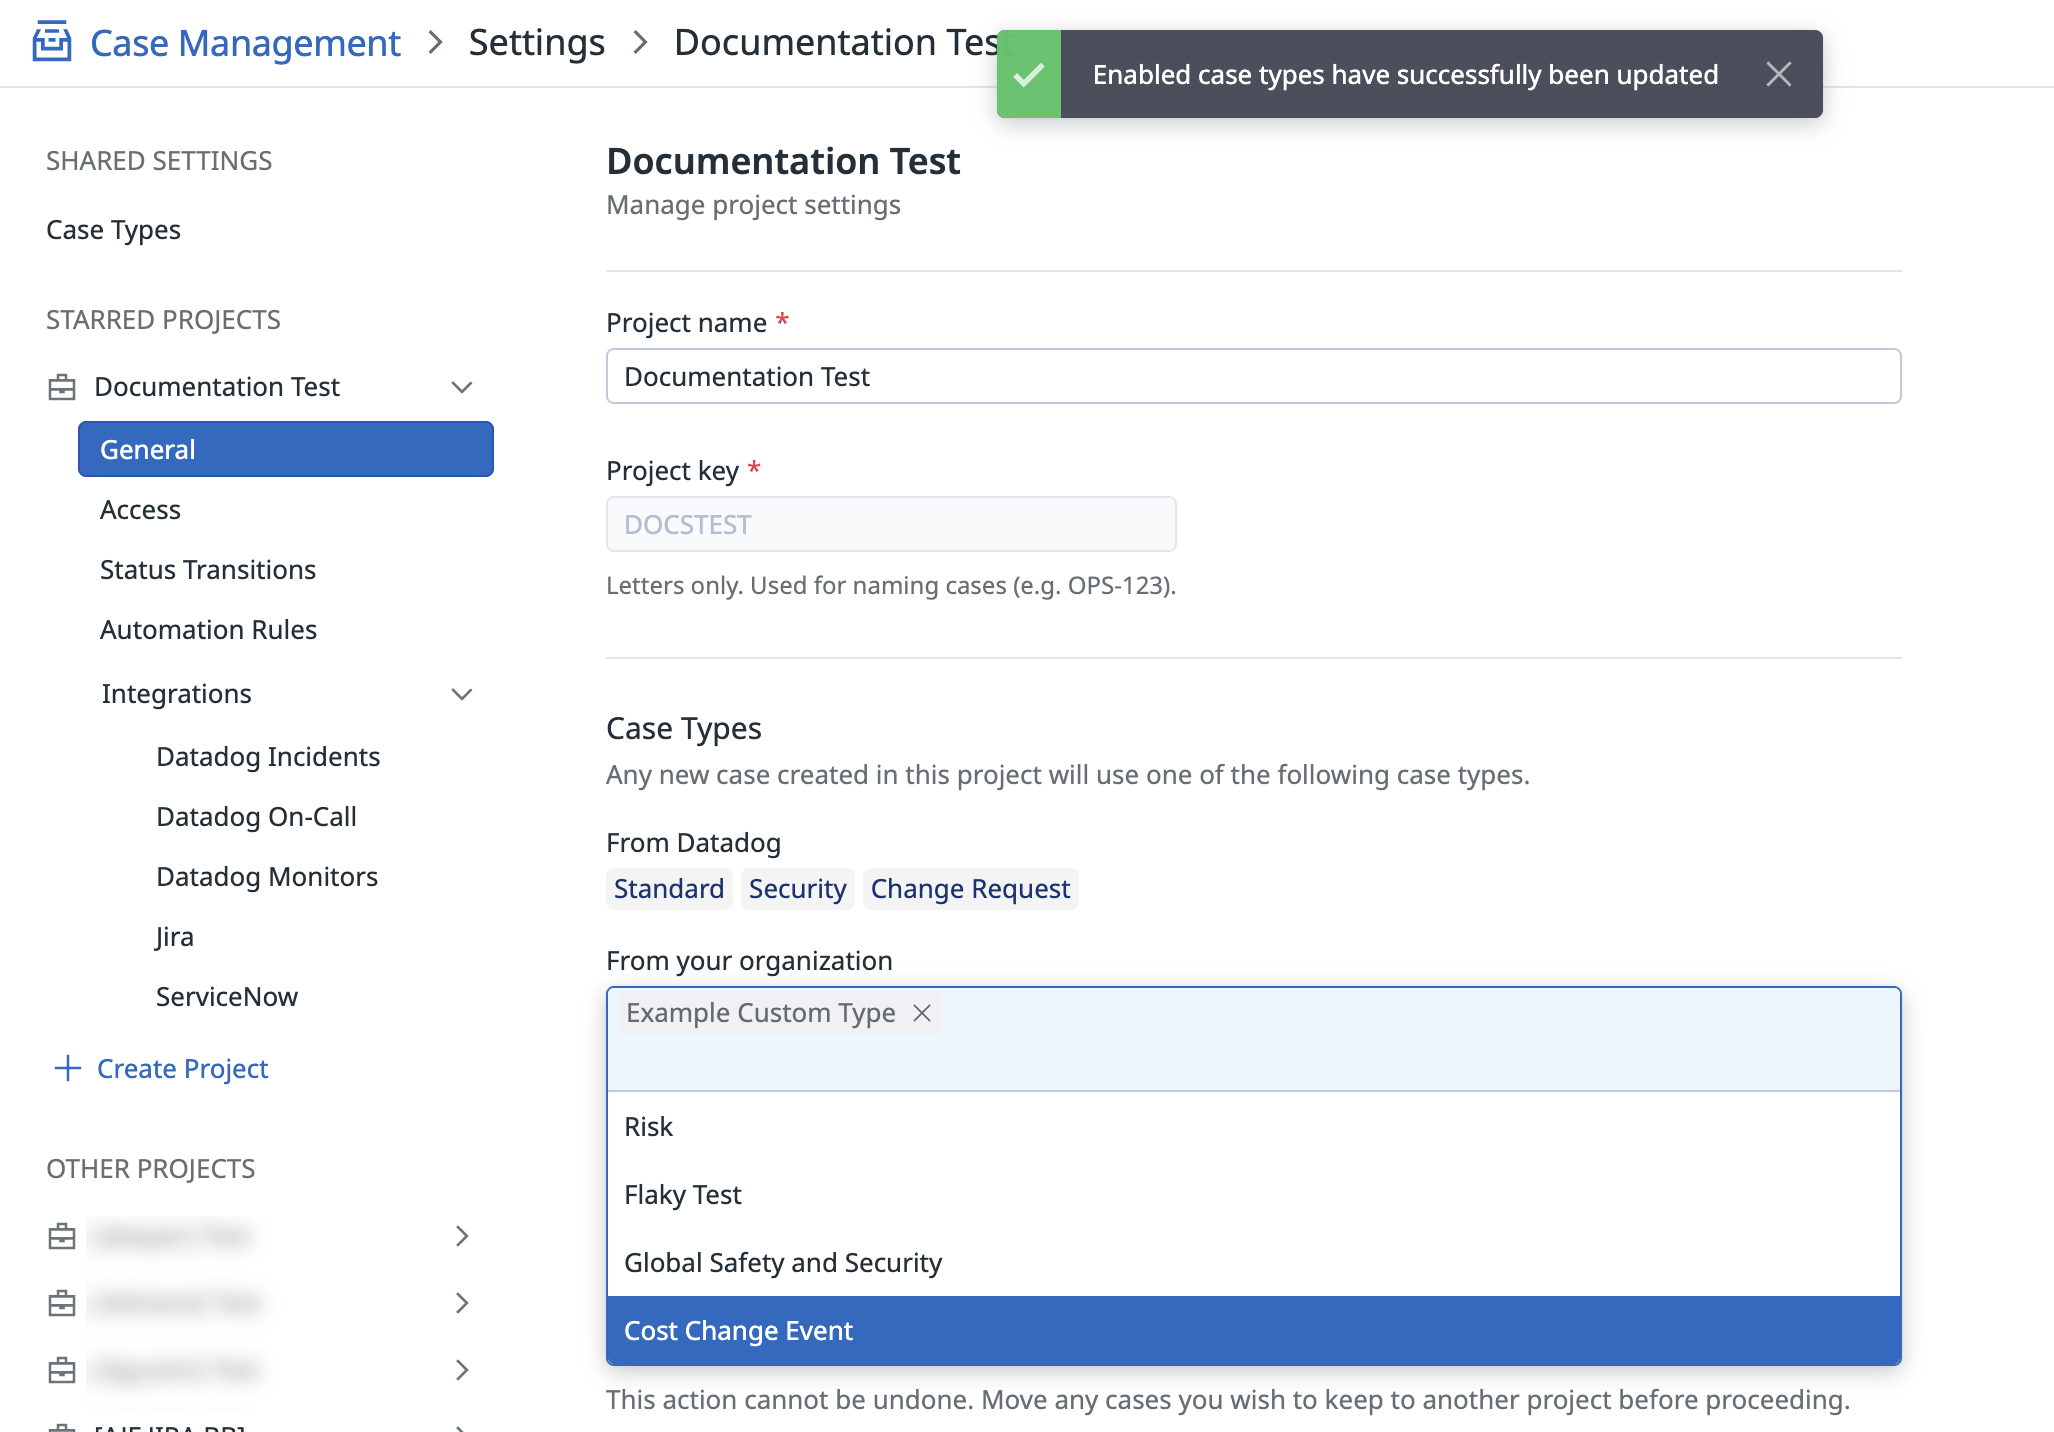 Case Management > Settings > Documentation Test
Enabled case types have successfully been updated
SHARED SETTINGS
Case Types
STARRED PROJECTS
Documentation Test
General
Access
Status Transitions
Automation Rules
Integrations
Datadog Incidents
Datadog On-Call
Datadog Monitors
Jira
ServiceNow
Create Project
OTHER PROJECTS
Documentation Test
Manage project settings
Project name *
Documentation Test
Project key *
DOCSTEST
Letters only. Used for naming cases (e.g. OPS-123).
Case Types
Any new case created in this project will use one of the following case types.
From Datadog
Standard Security Change Request
From your organization
Example Custom Type
Risk
Flaky Test
Global Safety and Security
Cost Change Event
This action cannot be undone. Move any cases you wish to keep to another project before proceeding.